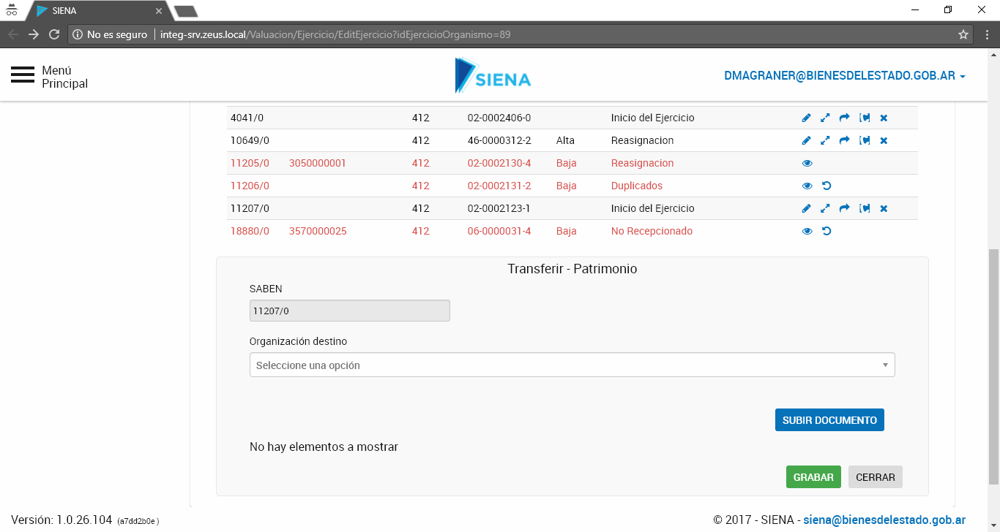 SIENA
No es seguro | integ-srv.zeus.local/Valuacion/Ejercicio/EditEjercicio?idEjercicioOrganismo=89
Menú
Principal
SIENA
DMAGRANER@BIENESDELESTADO.GOB.AR
4041/0 412 02-0002406-0 Inicio del Ejercicio
10649/0 412 46-0000312-2 Alta Reasignacion
11205/0 3050000001 412 02-0002130-4 Baja Reasignacion
11206/0 412 02-0002131-2 Baja Duplicados
11207/0 412 02-0002123-1 Inicio del Ejercicio
18880/0 3570000025 412 06-0000031-4 Baja No Recepcionado
Transferir - Patrimonio
SABEN
11207/0
Organización destino
Seleccione una opción
SUBIR DOCUMENTO
No hay elementos a mostrar
GRABAR CERRAR
Versión: 1.0.26.104 (a7dd2b0e) © 2017 - SIENA - siena@bienesdelestado.gob.ar